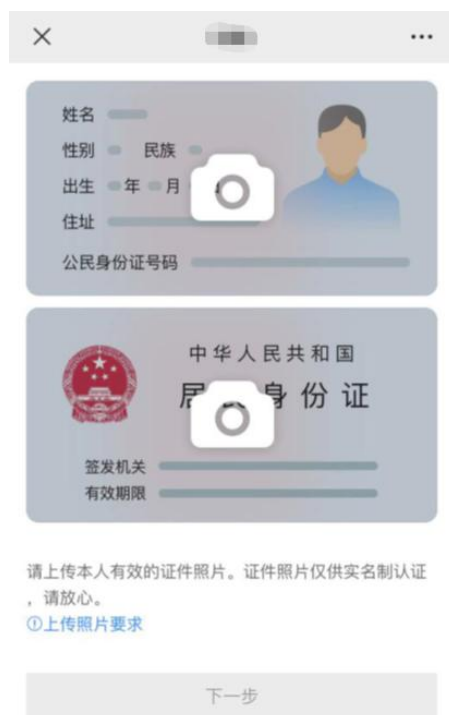 姓名
性别 民族
出生 年 月
住址
公民身份证号码
中华人民共和国
居 身份证
签发机关
有效期限
请上传本人有效的证件照片。证件照片仅供实名制认证
，请放心。
上传照片要求
下一步